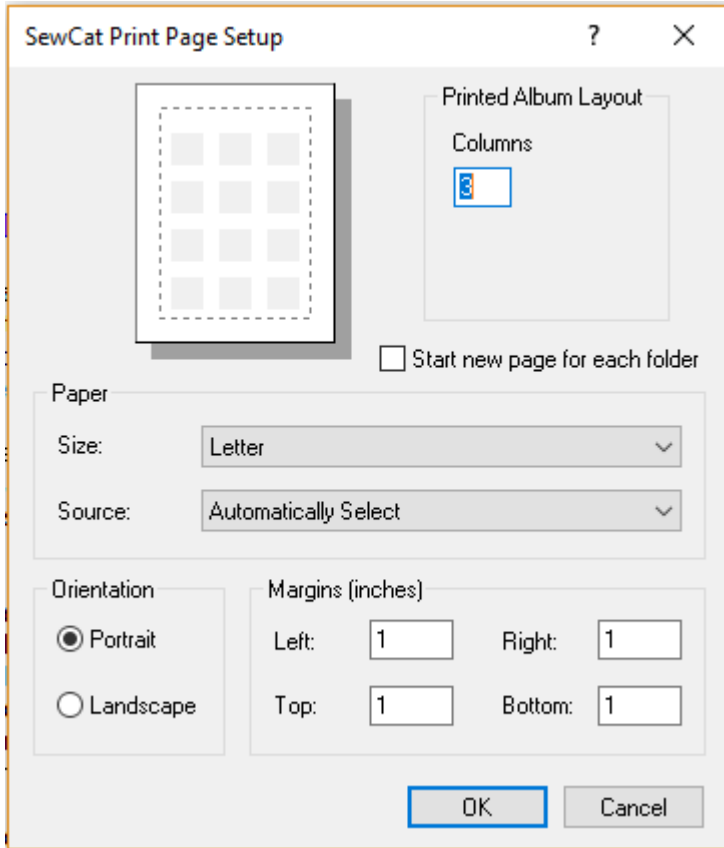 SewCat Print Page Setup ?
Printed Album Layout
Columns
3
Start new page for each folder
Paper
Size: Letter
Source: Automatically Select
Orientation
Portrait
Landscape
Margins (inches)
Left: 1 Right: 1
Top: 1 Bottom: 1
OK Cancel